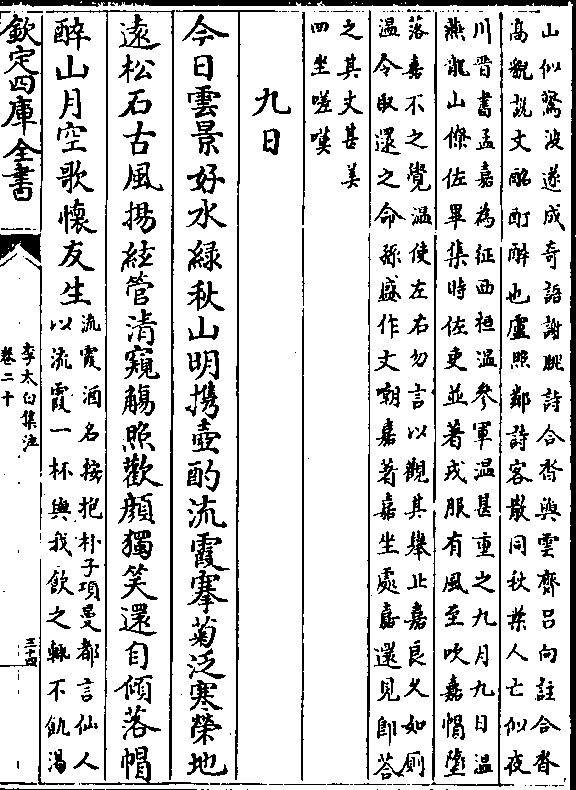 山似驚波遂成奇語謝朓詩合沓與雲齊呂向註合沓
高貌説文酩酊醉也盧照鄰詩客散同秋葉人亡似夜
川晉書孟嘉為征西桓温參軍温甚重之九月九日温
燕龍山僚佐畢集時佐吏並著戎服有風至吹嘉帽墮
落嘉不之覺温使左右勿言以觀其舉止嘉良久如厠
温令取還之命孫盛作文嘲嘉著嘉坐處嘉還見即答
之其文甚美
四坐嗟嘆
九日
今日雲景好水緑秋山明攜壺酌流霞搴菊泛寒榮地
遠松石古風揚絃管清窺觴照歡顔獨笑還自傾落帽
醉山月空歌懷友生
流霞酒名按抱朴子項曼都言仙人
以流霞一杯與我飲之輒不飢渴
欽定四庫全書
李太白集注
卷二十
三十四